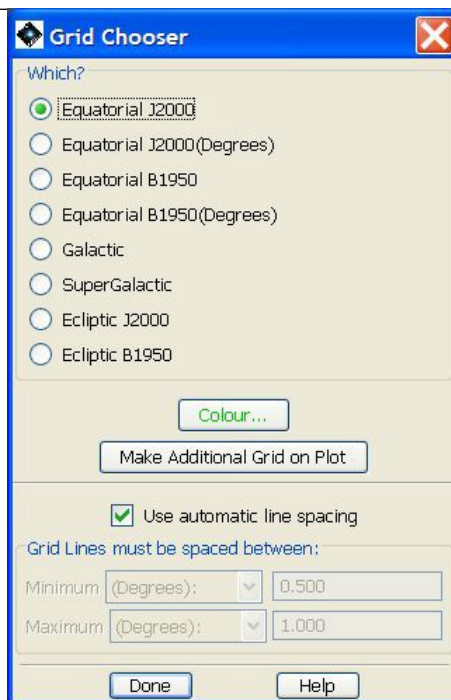 Grid Chooser
Which?
Equatorial J2000
Equatorial J2000(Degrees)
Equatorial B1950
Equatorial B1950(Degrees)
Galactic
SuperGalactic
Ecliptic J2000
Ecliptic B1950
Colour...
Make Additional Grid on Plot
Use automatic line spacing
Grid Lines must be spaced between:
Minimum (Degrees): 0.500
Maximum (Degrees): 1.000
Done Help